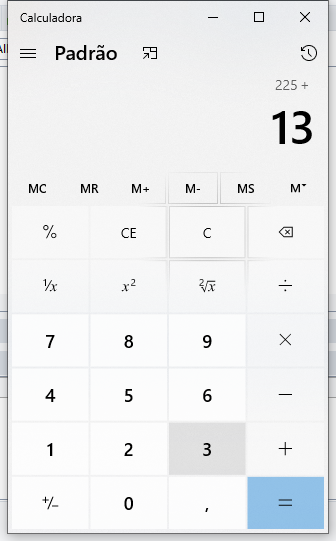 Calculadora
Padrão
225 +
13
MC MR M+ M- MS M˅
% CE C
¹/x x² ²√x ÷
7 8 9 ×
4 5 6 −
1 2 3 +
+/− 0 , =